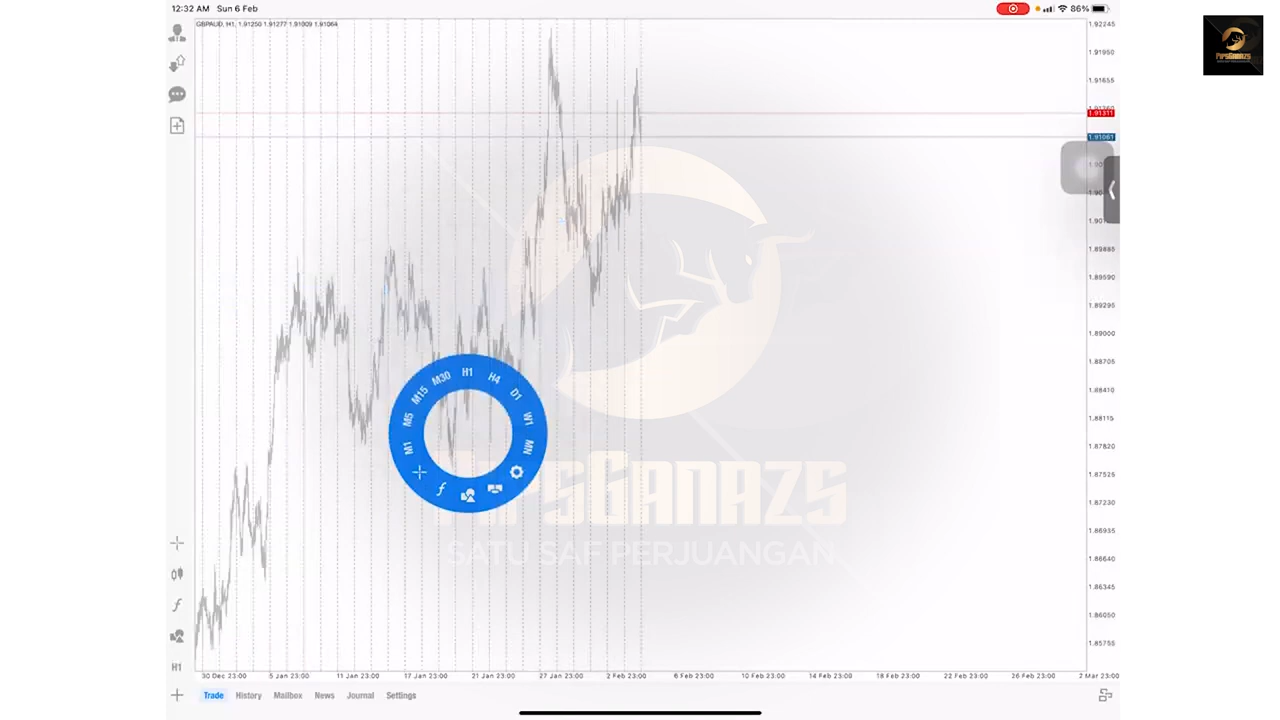 12:32 AM Sun 6 Feb
86%
GBPAUD, H1, 1.91250 1.91277 1.91009 1.91064
1.92245
1.91950
1.91655
1.91360
1.91311
1.91061
1.89885
1.89590
1.89295
1.89000
1.88705
1.88410
1.88115
1.87820
1.87525
1.87230
1.86935
1.86640
1.86345
1.86050
1.85755
M1 M5 M15 M30 H1 H4 D1 W1 MN
PIPSGANAZS
SATU SAF PERJUANGAN.
H1
30 Dec 23:00 5 Jan 23:00 11 Jan 23:00 17 Jan 23:00 21 Jan 23:00 27 Jan 23:00 2 Feb 23:00 6 Feb 23:00 10 Feb 23:00 14 Feb 23:00 18 Feb 23:00 22 Feb 23:00 26 Feb 23:00 2 Mar 23:00
Trade History Mailbox News Journal Settings
PIPSGANAZS